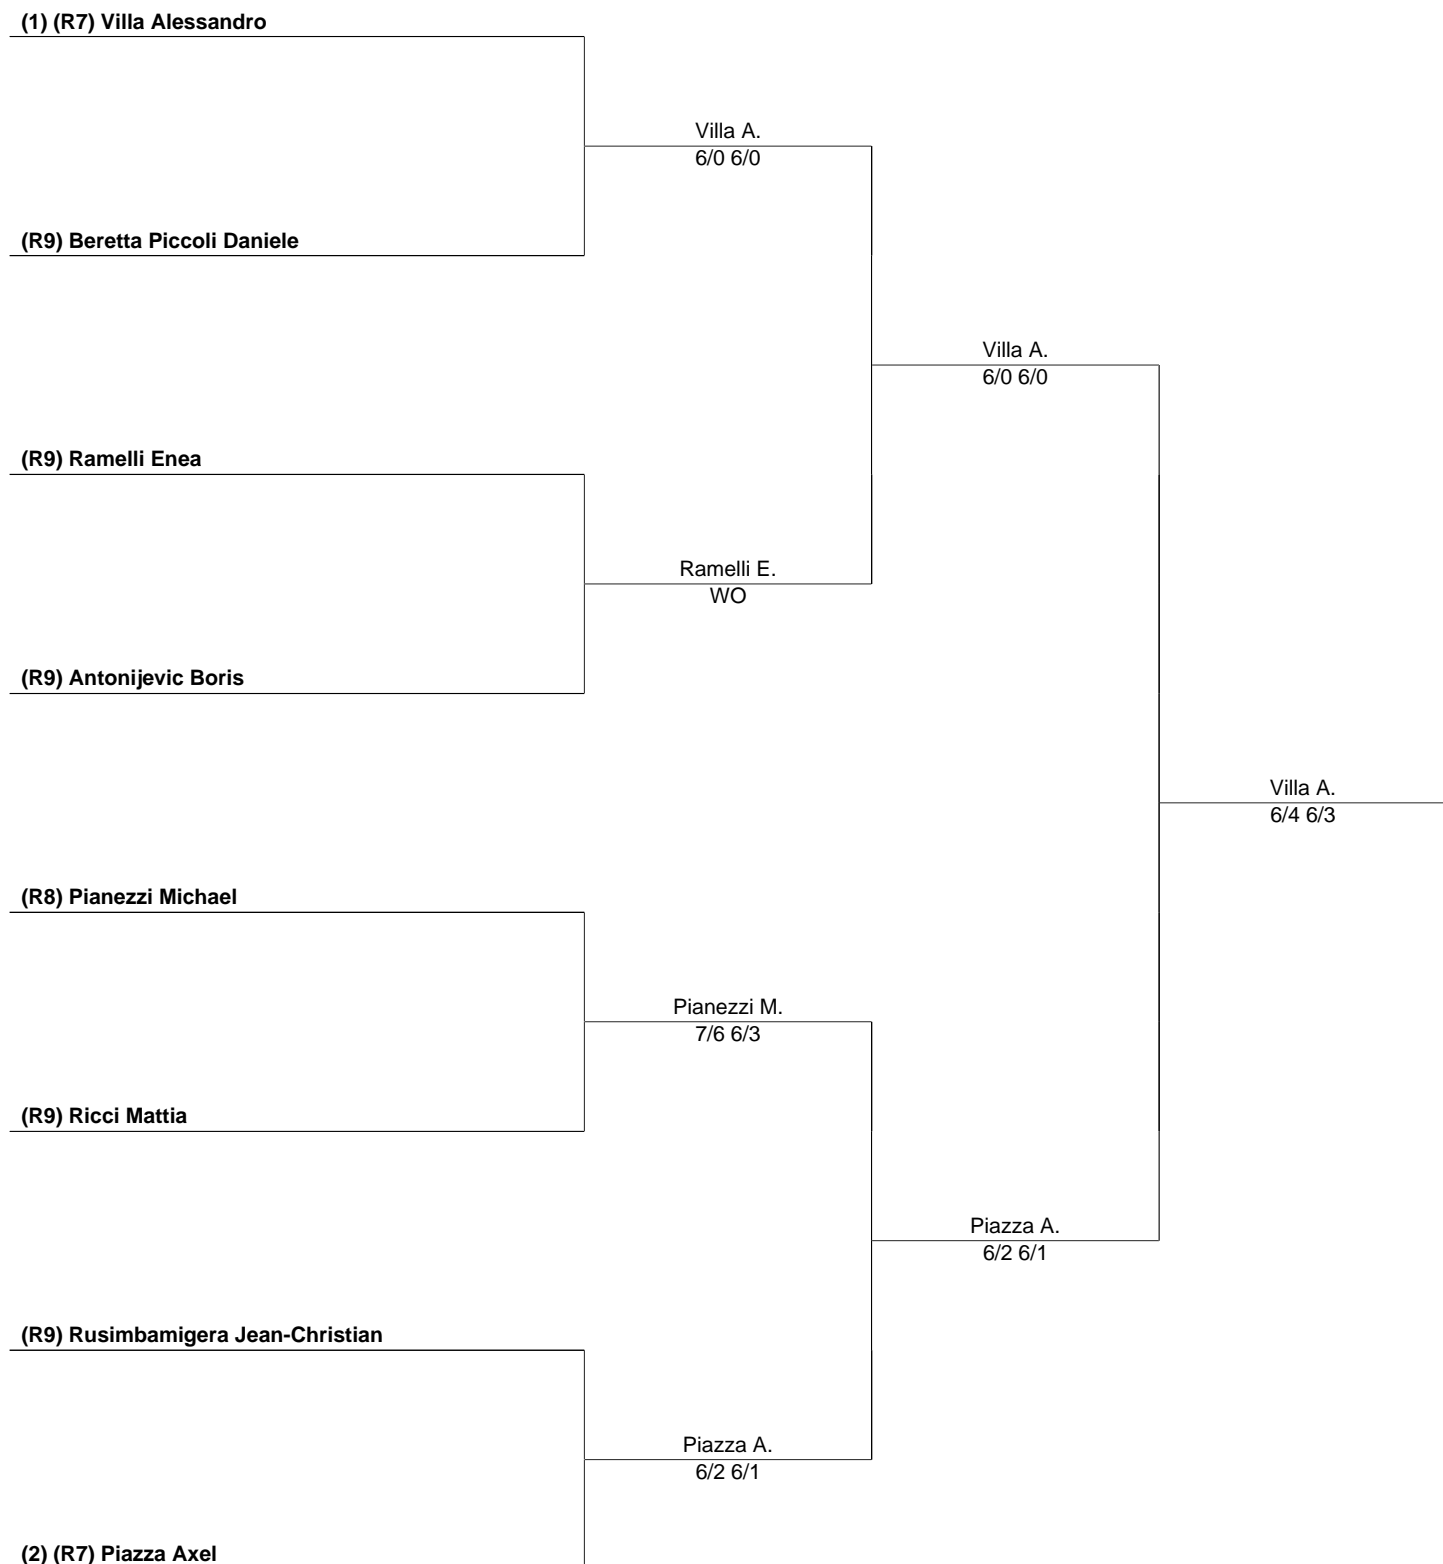 (1) (R7) Villa Alessandro
Villa A.
6/0 6/0
(R9) Beretta Piccoli Daniele
Villa A.
6/0 6/0
(R9) Ramelli Enea
Ramelli E.
WO
(R9) Antonijevic Boris
Villa A.
6/4 6/3
(R8) Pianezzi Michael
Pianezzi M.
7/6 6/3
(R9) Ricci Mattia
Piazza A.
6/2 6/1
(R9) Rusimbamigera Jean-Christian
Piazza A.
6/2 6/1
(2) (R7) Piazza Axel